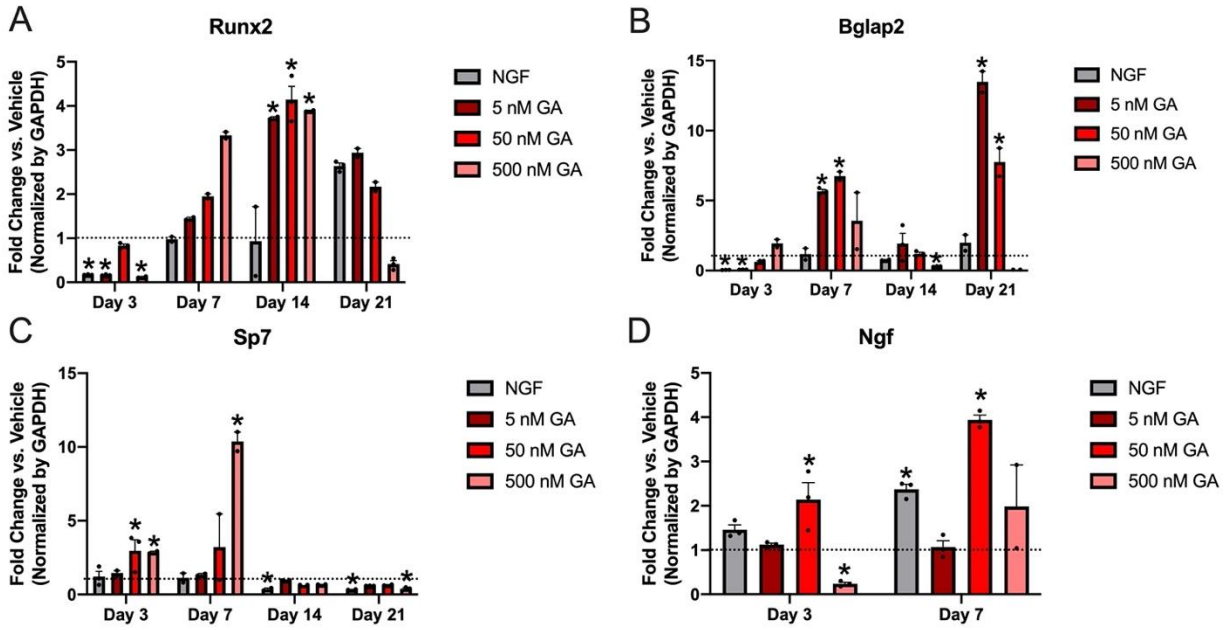 A
Runx2
Fold Change vs. Vehicle
(Normalized by GAPDH)
5
4
3
2
1
0
* * * * * *
Day 3 Day 7 Day 14 Day 21
NGF
5 nM GA
50 nM GA
500 nM GA
B
Bglap2
Fold Change vs. Vehicle
(Normalized by GAPDH)
15
10
5
0
* * * * * * *
Day 3 Day 7 Day 14 Day 21
NGF
5 nM GA
50 nM GA
500 nM GA
C
Sp7
Fold Change vs. Vehicle
(Normalized by GAPDH)
15
10
5
0
* * * * * *
Day 3 Day 7 Day 14 Day 21
NGF
5 nM GA
50 nM GA
500 nM GA
D
Ngf
Fold Change vs. Vehicle
(Normalized by GAPDH)
5
4
3
2
1
0
* * * *
Day 3 Day 7
NGF
5 nM GA
50 nM GA
500 nM GA